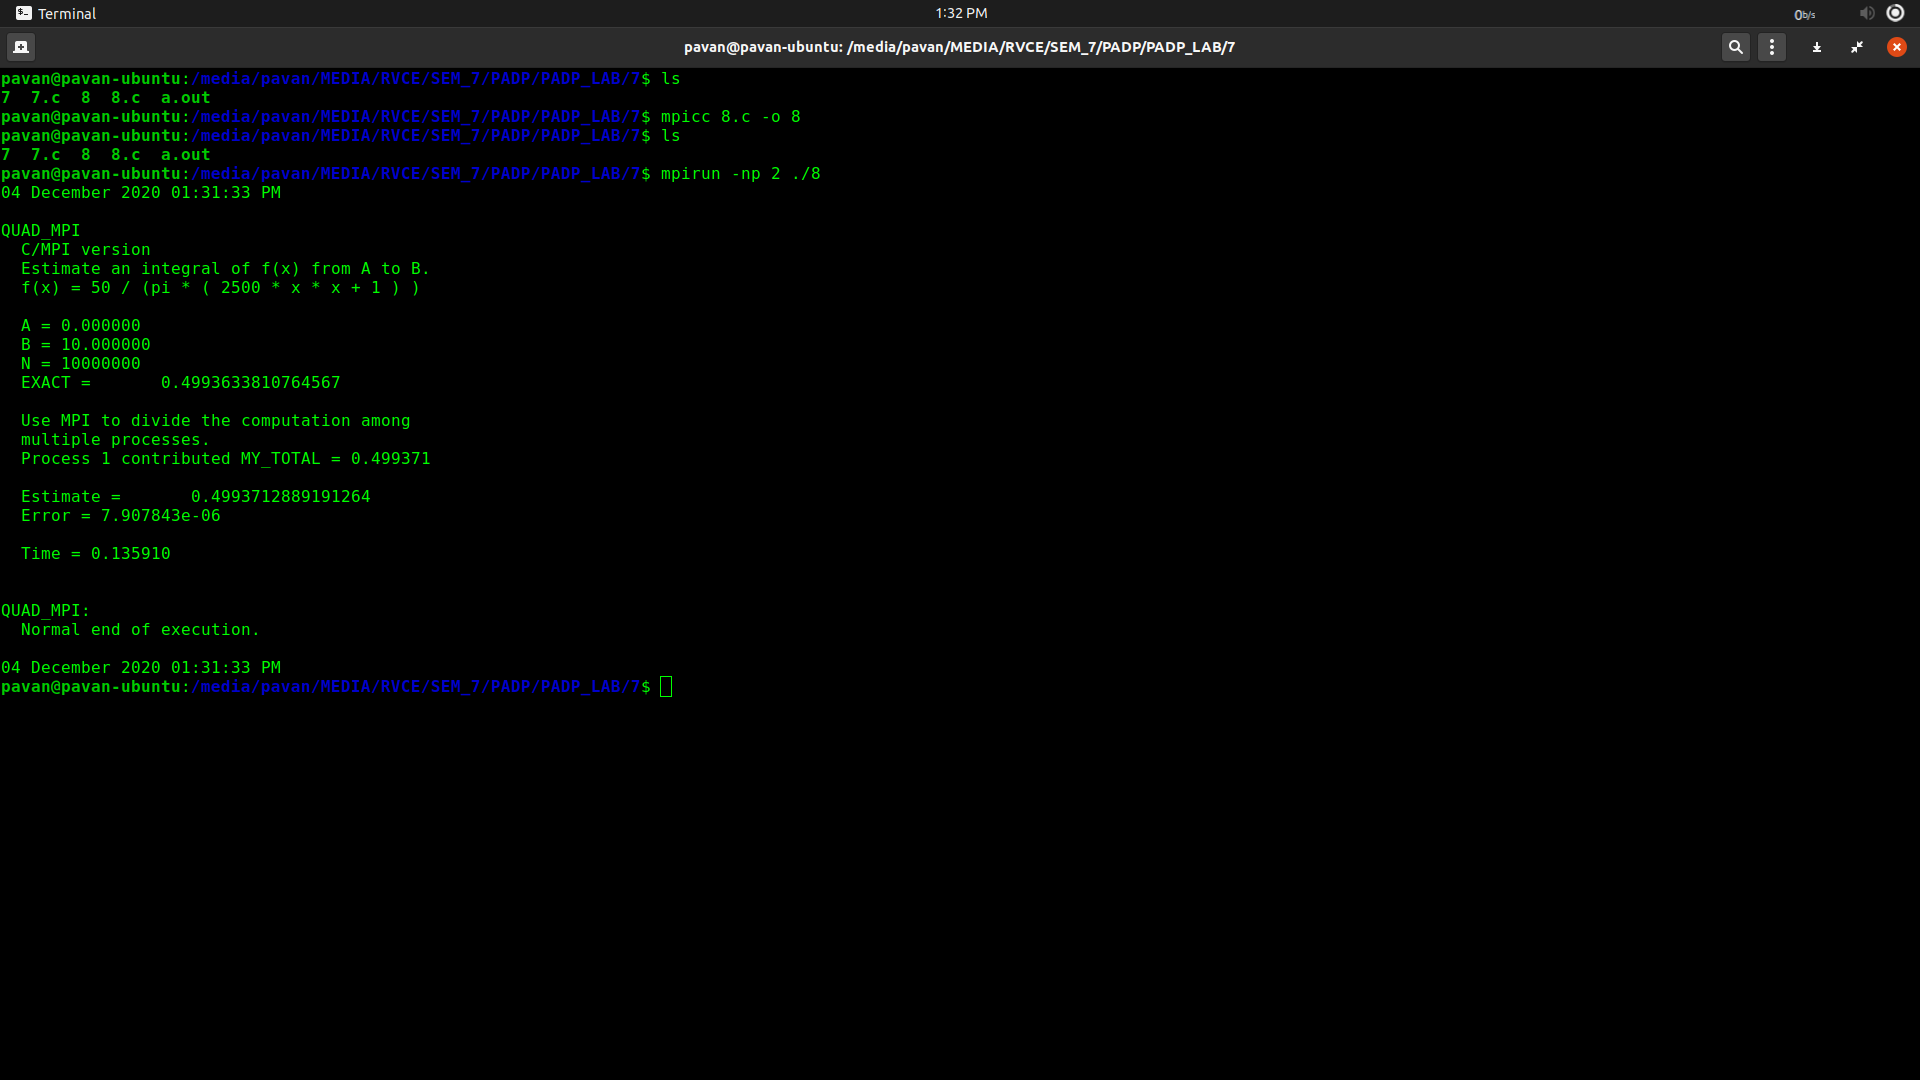 Terminal
1:32 PM
0b/s
pavan@pavan-ubuntu: /media/pavan/MEDIA/RVCE/SEM_7/PADP/PADP_LAB/7
pavan@pavan-ubuntu:/media/pavan/MEDIA/RVCE/SEM_7/PADP/PADP_LAB/7$ ls
7  7.c  8  8.c  a.out
pavan@pavan-ubuntu:/media/pavan/MEDIA/RVCE/SEM_7/PADP/PADP_LAB/7$ mpicc 8.c -o 8
pavan@pavan-ubuntu:/media/pavan/MEDIA/RVCE/SEM_7/PADP/PADP_LAB/7$ ls
7  7.c  8  8.c  a.out
pavan@pavan-ubuntu:/media/pavan/MEDIA/RVCE/SEM_7/PADP/PADP_LAB/7$ mpirun -np 2 ./8
04 December 2020 01:31:33 PM
QUAD_MPI
  C/MPI version
  Estimate an integral of f(x) from A to B.
  f(x) = 50 / (pi * ( 2500 * x * x + 1 ) )
  A = 0.000000
  B = 10.000000
  N = 10000000
  EXACT =       0.4993633810764567
  Use MPI to divide the computation among
  multiple processes.
  Process 1 contributed MY_TOTAL = 0.499371
  Estimate =       0.4993712889191264
  Error = 7.907843e-06
  Time = 0.135910
QUAD_MPI:
  Normal end of execution.
04 December 2020 01:31:33 PM
pavan@pavan-ubuntu:/media/pavan/MEDIA/RVCE/SEM_7/PADP/PADP_LAB/7$